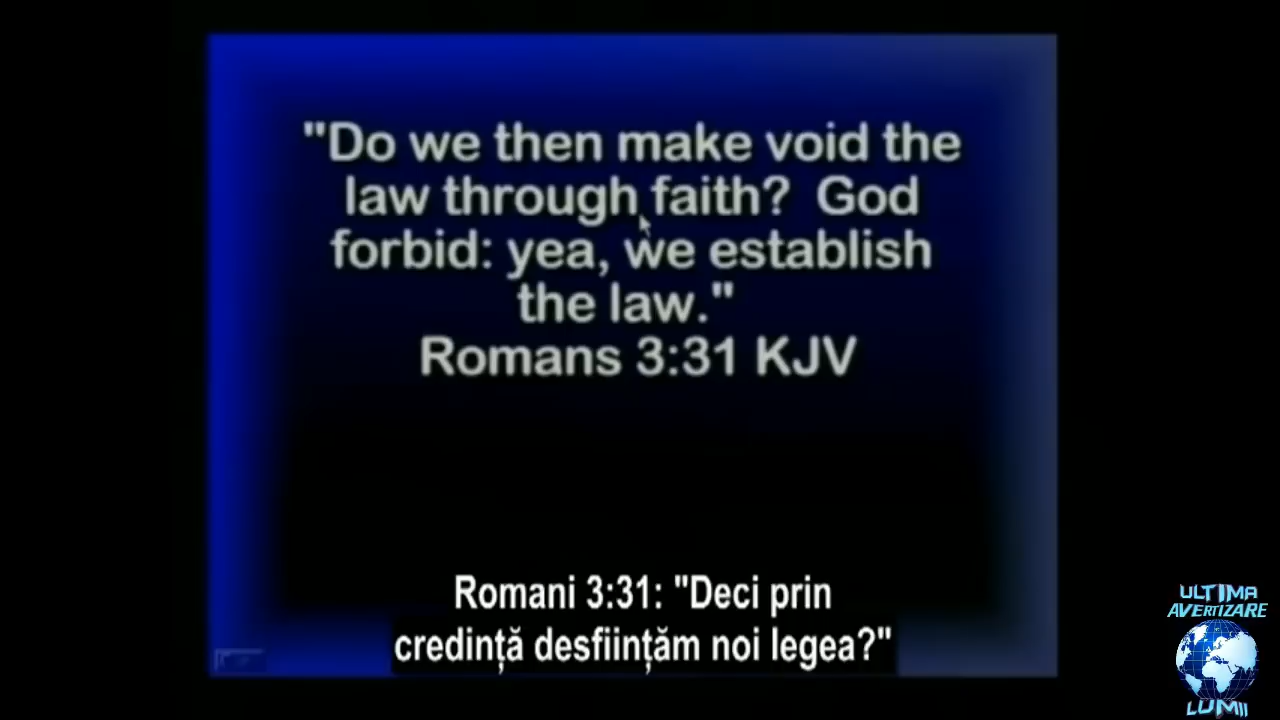 "Do we then make void the
law through faith?  God
forbid: yea, we establish
the law."
Romans 3:31 KJV
Romani 3:31: "Deci prin
credință desființăm noi legea?"
ULTIMA
AVERTIZARE
LUMII